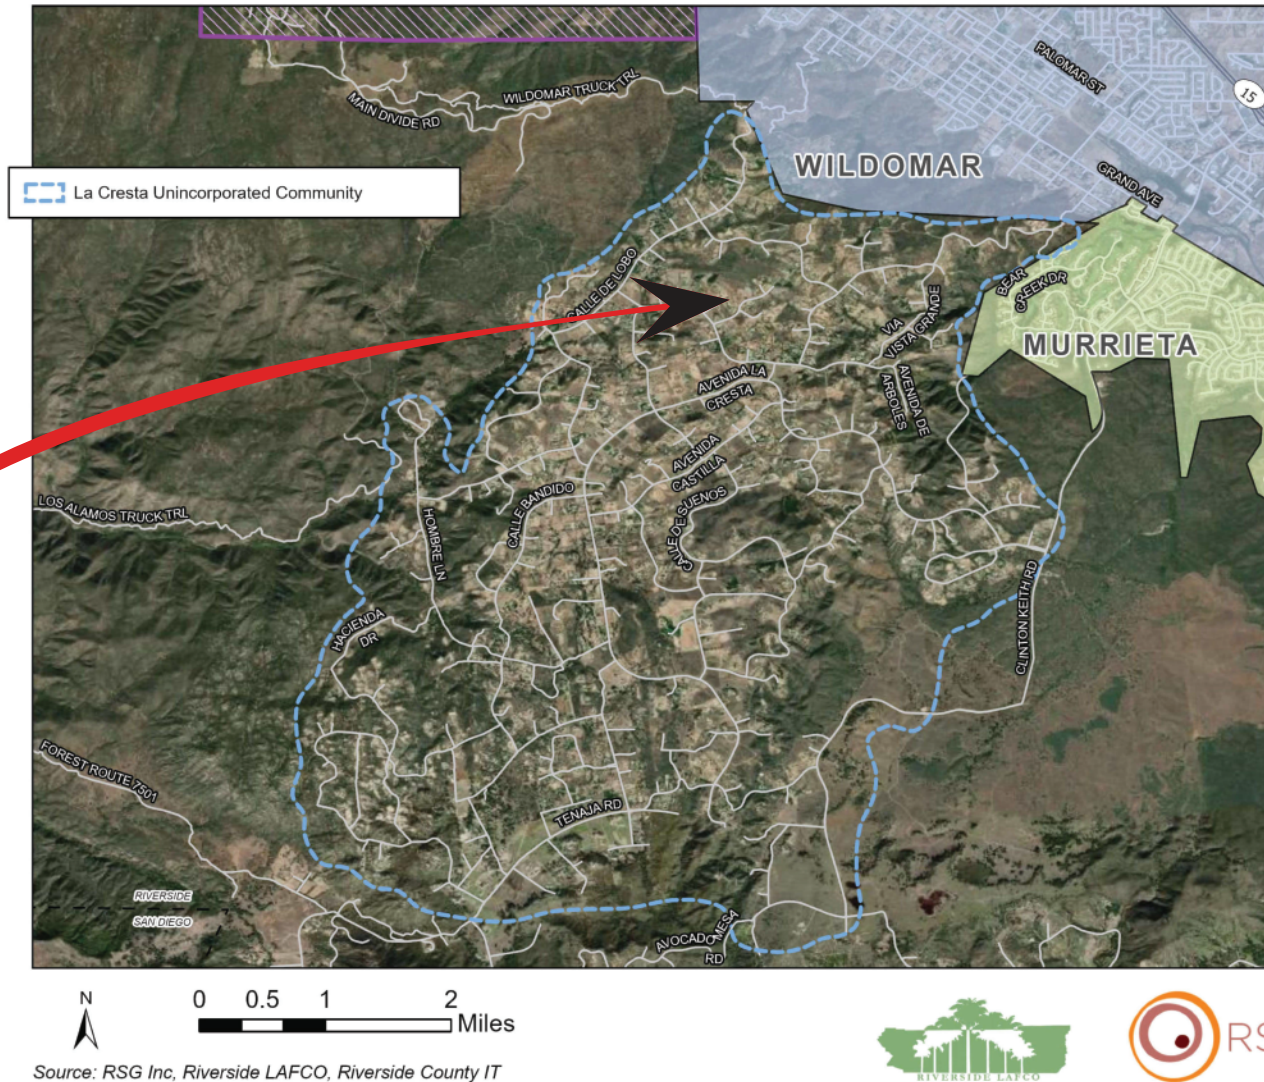 WILDOMAR TRUCK TRL
MAIN DIVIDE RD
PALOMAR ST
15
WILDOMAR
GRAND AVE
La Cresta Unincorporated Community
CALLE DE LOBO
BEAR
CREEK DR
VIA
VISTA GRANDE
MURRIETA
AVENIDA LA
CRESTA
AVENIDA DE
ARBOLES
AVENIDA
CASTILLA
CALLE BANDIDO
CALLE DE SUENOS
LOS ALAMOS TRUCK TRL
HOMBRE LN
HACIENDA
DR
CLINTON KEITH RD
FOREST ROUTE 7S01
TENAJA RD
RIVERSIDE
SAN DIEGO
AVOCADO MESA
RD
N
0 0.5 1 2
Miles
RIVERSIDE LAFCO
RS
Source: RSG Inc, Riverside LAFCO, Riverside County IT